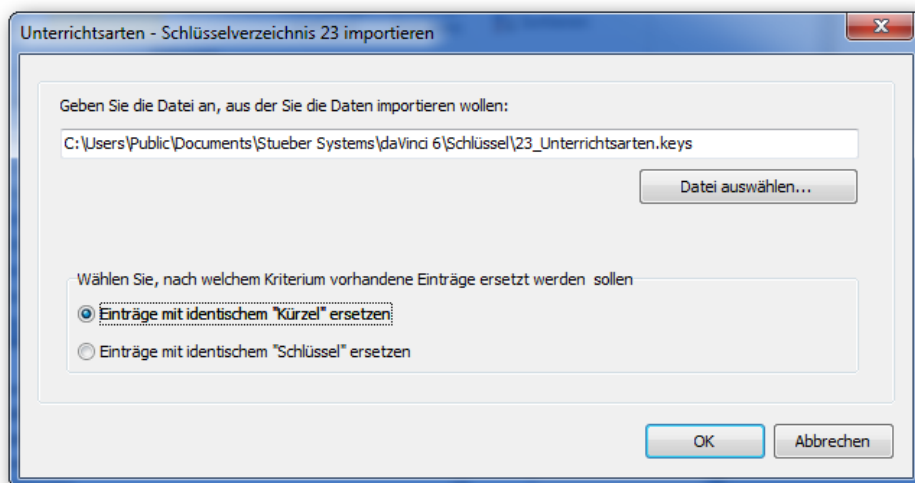 Unterrichtsarten - Schlüsselverzeichnis 23 importieren
Geben Sie die Datei an, aus der Sie die Daten importieren wollen:
C:\Users\Public\Documents\Stueber Systems\daVinci 6\Schlüssel\23_Unterrichtsarten.keys
Datei auswählen...
Wählen Sie, nach welchem Kriterium vorhandene Einträge ersetzt werden sollen
Einträge mit identischem "Kürzel" ersetzen
Einträge mit identischem "Schlüssel" ersetzen
OK
Abbrechen